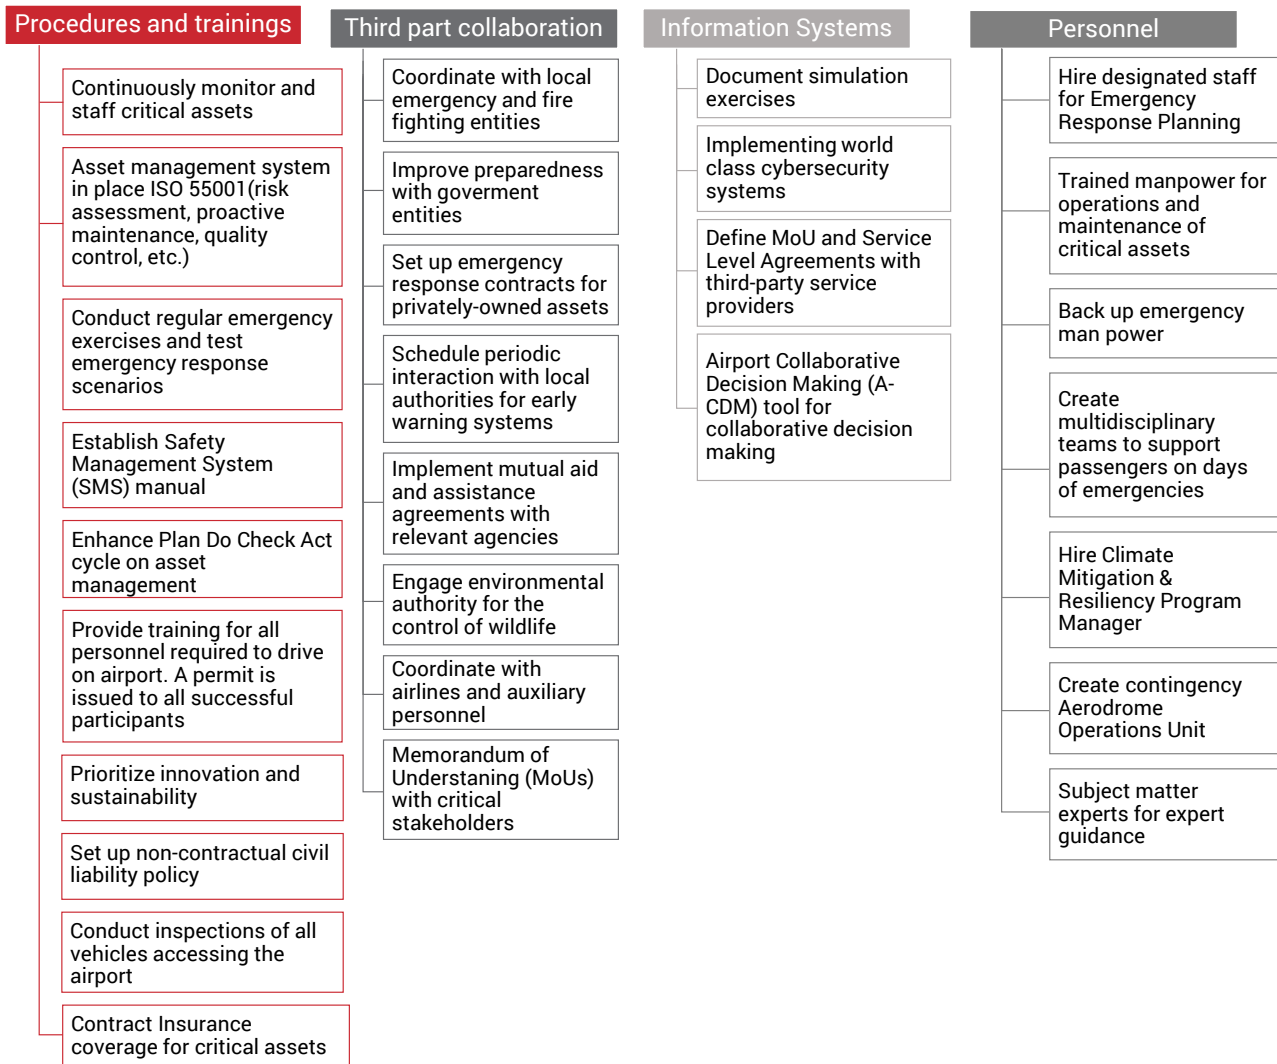 Procedures and trainings
Continuously monitor and
staff critical assets
Asset management system
in place ISO 55001(risk
assessment, proactive
maintenance, quality
control, etc.)
Conduct regular emergency
exercises and test
emergency response
scenarios
Establish Safety
Management System
(SMS) manual
Enhance Plan Do Check Act
cycle on asset
management
Provide training for all
personnel required to drive
on airport. A permit is
issued to all successful
participants
Prioritize innovation and
sustainability
Set up non-contractual civil
liability policy
Conduct inspections of all
vehicles accessing the
airport
Contract Insurance
coverage for critical assets
Third part collaboration
Coordinate with local
emergency and fire
fighting entities
Improve preparedness
with goverment
entities
Set up emergency
response contracts for
privately-owned assets
Schedule periodic
interaction with local
authorities for early
warning systems
Implement mutual aid
and assistance
agreements with
relevant agencies
Engage environmental
authority for the
control of wildlife
Coordinate with
airlines and auxiliary
personnel
Memorandum of
Understaning (MoUs)
with critical
stakeholders
Information Systems
Document simulation
exercises
Implementing world
class cybersecurity
systems
Define MoU and Service
Level Agreements with
third-party service
providers
Airport Collaborative
Decision Making (A-
CDM) tool for
collaborative decision
making
Personnel
Hire designated staff
for Emergency
Response Planning
Trained manpower for
operations and
maintenance of
critical assets
Back up emergency
man power
Create
multidisciplinary
teams to support
passengers on days
of emergencies
Hire Climate
Mitigation &
Resiliency Program
Manager
Create contingency
Aerodrome
Operations Unit
Subject matter
experts for expert
guidance